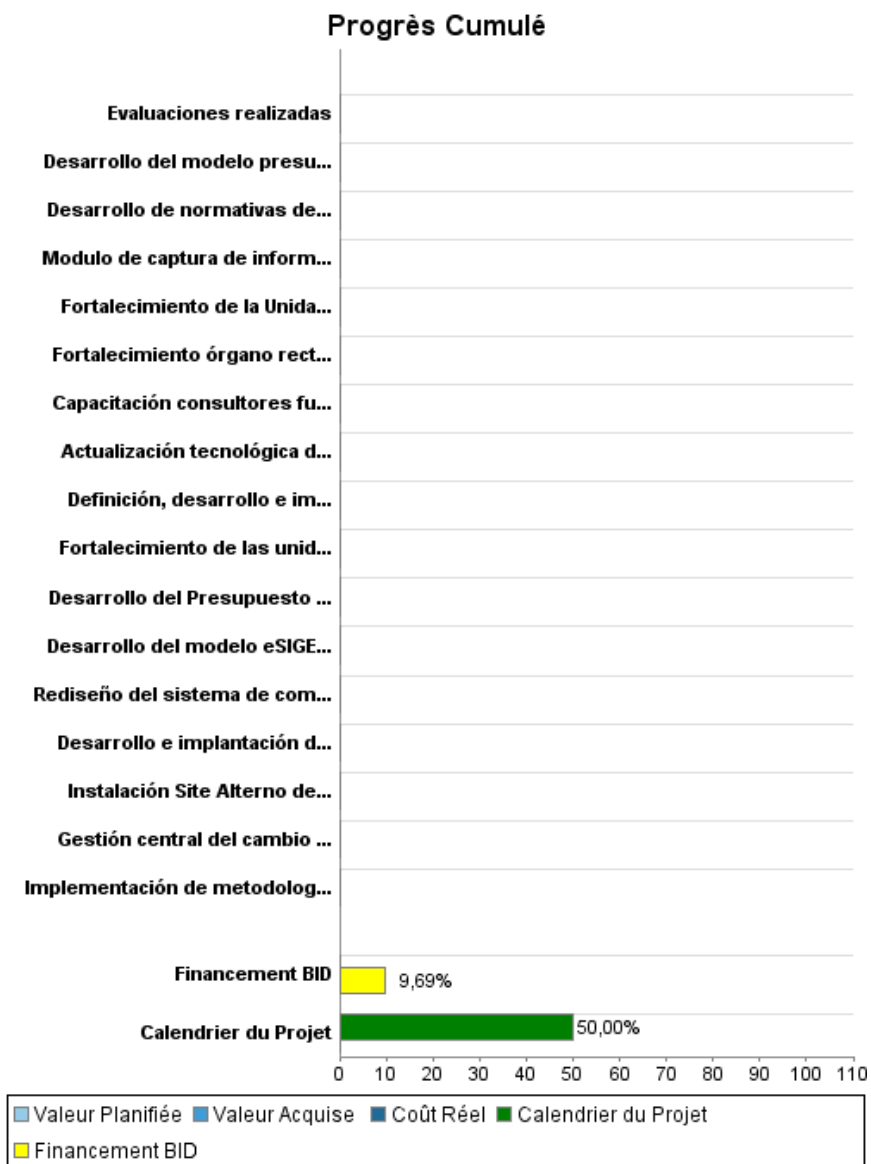 Progrès Cumulé
Evaluaciones realizadas
Desarrollo del modelo presu...
Desarrollo de normativas de...
Modulo de captura de inform...
Fortalecimiento de la Unida...
Fortalecimiento órgano rect...
Capacitación consultores fu...
Actualización tecnológica d...
Definición, desarrollo e im...
Fortalecimiento de las unid...
Desarrollo del Presupuesto ...
Desarrollo del modelo eSIGE...
Rediseño del sistema de com...
Desarrollo e implantación d...
Instalación Site Alterno de...
Gestión central del cambio ...
Implementación de metodolog...
Financement BID 9,69%
Calendrier du Projet 50,00%
0 10 20 30 40 50 60 70 80 90 100 110
Valeur Planifiée Valeur Acquise Coût Réel Calendrier du Projet
Financement BID